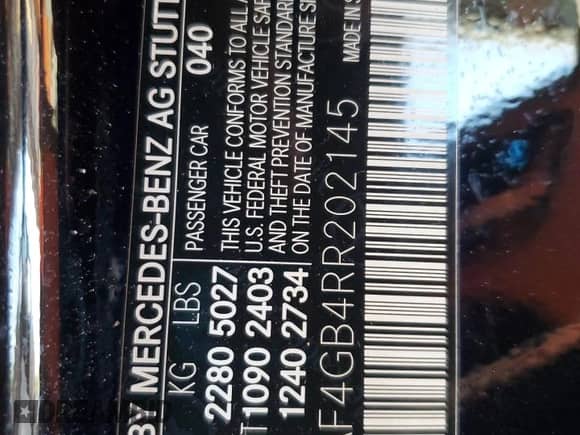 BY MERCEDES-BENZ AG STUTT
KG LBS PASSENGER CAR 040
2280 5027 THIS VEHICLE CONFORMS TO ALL
U.S. FEDERAL MOTOR VEHICLE SAF
1090 2403 AND THEFT PREVENTION STANDAR
1240 2734 ON THE DATE OF MANUFACTURE
F4GB4RR202145 MADE IN